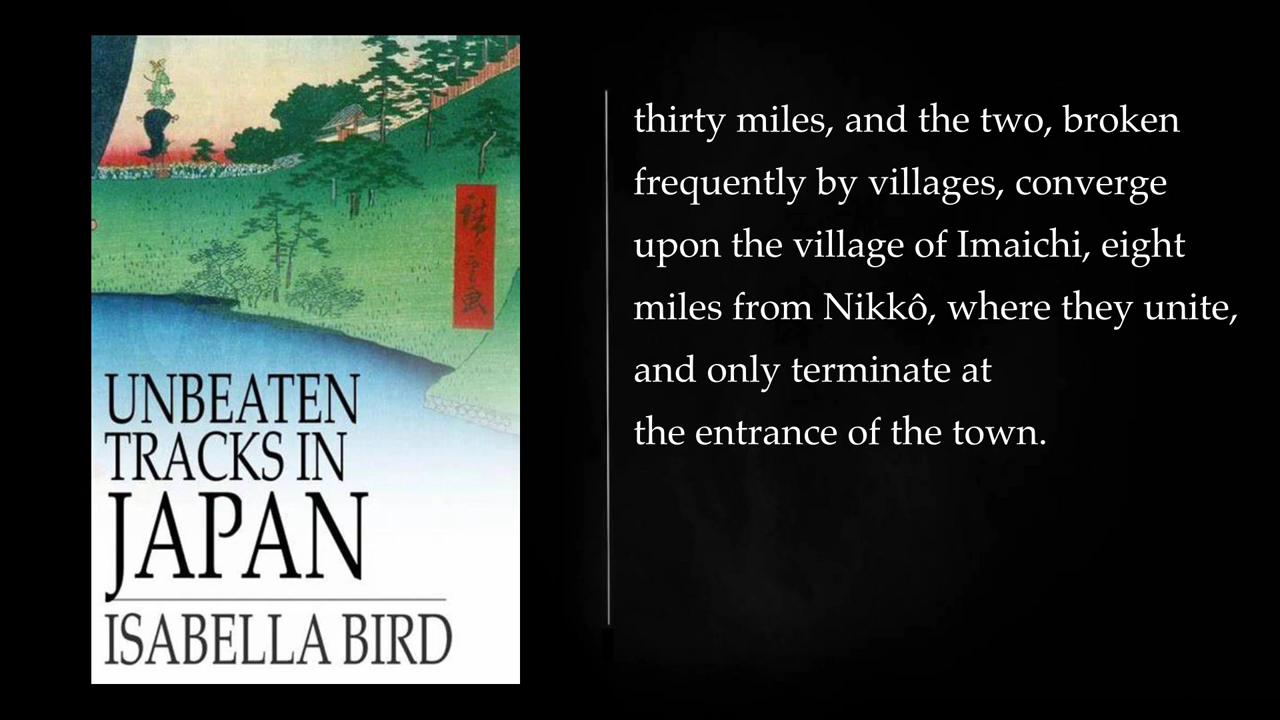 UNBEATEN
TRACKS IN
JAPAN
ISABELLA BIRD
thirty miles, and the two, broken
frequently by villages, converge
upon the village of Imaichi, eight
miles from Nikkô, where they unite,
and only terminate at
the entrance of the town.